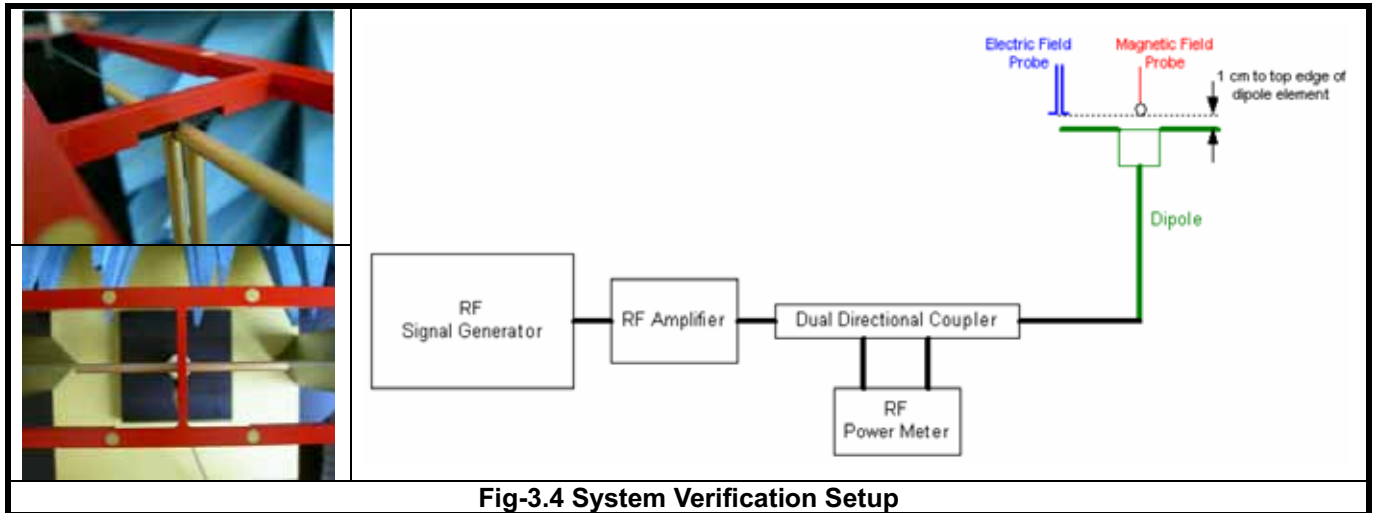 Electric Field
Probe
Magnetic Field
Probe
1 cm to top edge of
dipole element
Dipole
RF
Signal Generator
RF Amplifier
Dual Directional Coupler
RF
Power Meter
Fig-3.4 System Verification Setup